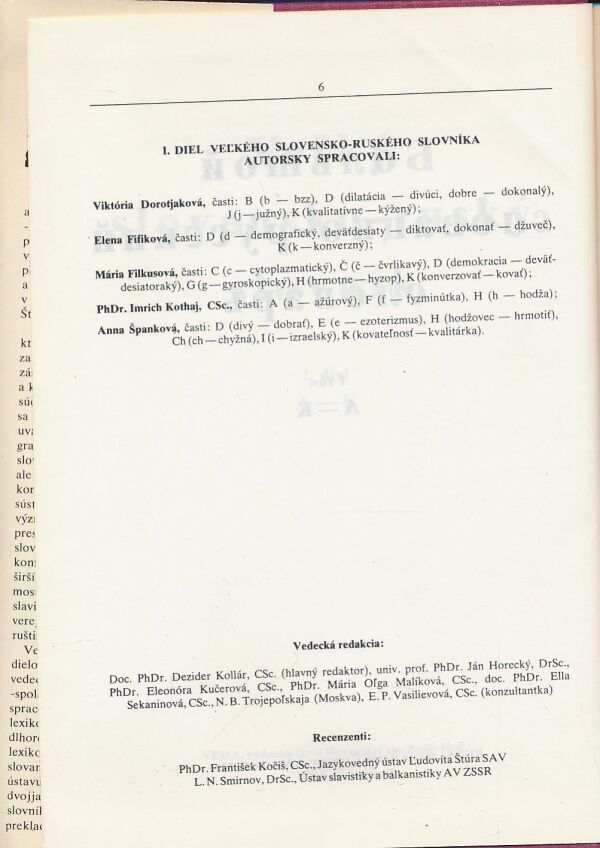 6
I. DIEL VEĽKÉHO SLOVENSKO-RUSKÉHO SLOVNÍKA
AUTORSKY SPRACOVALI:
Viktória Dorotjaková, časti: B (b — bzz), D (dilatácia — divúci, dobre — dokonalý),
J (j — južný), K (kvalitatívne — kýžený);
Elena Fifiková, časti: D (d — demografický, deväťdesiaty — diktovať, dokonať — džuveč),
K (k — konverzný);
Mária Filkusová, časti: C (c — cytoplazmatický), Č (č — čvrlikavý), D (demokracia — deväť-
desiatoraký), G (g — gyroskopický), H (hrmotne — hyzop), K (konverzovať — kovať);
PhDr. Imrich Kothaj, CSc., časti: A (a — ažúrový), F (f — fyzminútka), H (h — hodža);
Anna Španková, časti: D (divý — dobrať), E (e — ezoterizmus), H (hodžovec — hrmotiť),
Ch (ch — chyžná), I (i — izraelský), K (kovateľnosť — kvalitárka).
Vedecká redakcia:
Doc. PhDr. Dezider Kollár, CSc. (hlavný redaktor), univ. prof. PhDr. Ján Horecký, DrSc.,
PhDr. Eleonóra Kučerová, CSc., PhDr. Mária Oľga Malíková, CSc., doc. PhDr. Ella
Sekaninová, CSc., N. B. Trojepoľskaja (Moskva), E. P. Vasilievová, CSc. (konzultantka)
Recenzenti:
PhDr. František Kočiš, CSc., Jazykovedný ústav Ľudovíta Štúra SAV
L. N. Smirnov, DrSc., Ústav slavistiky a balkanistiky AV ZSSR